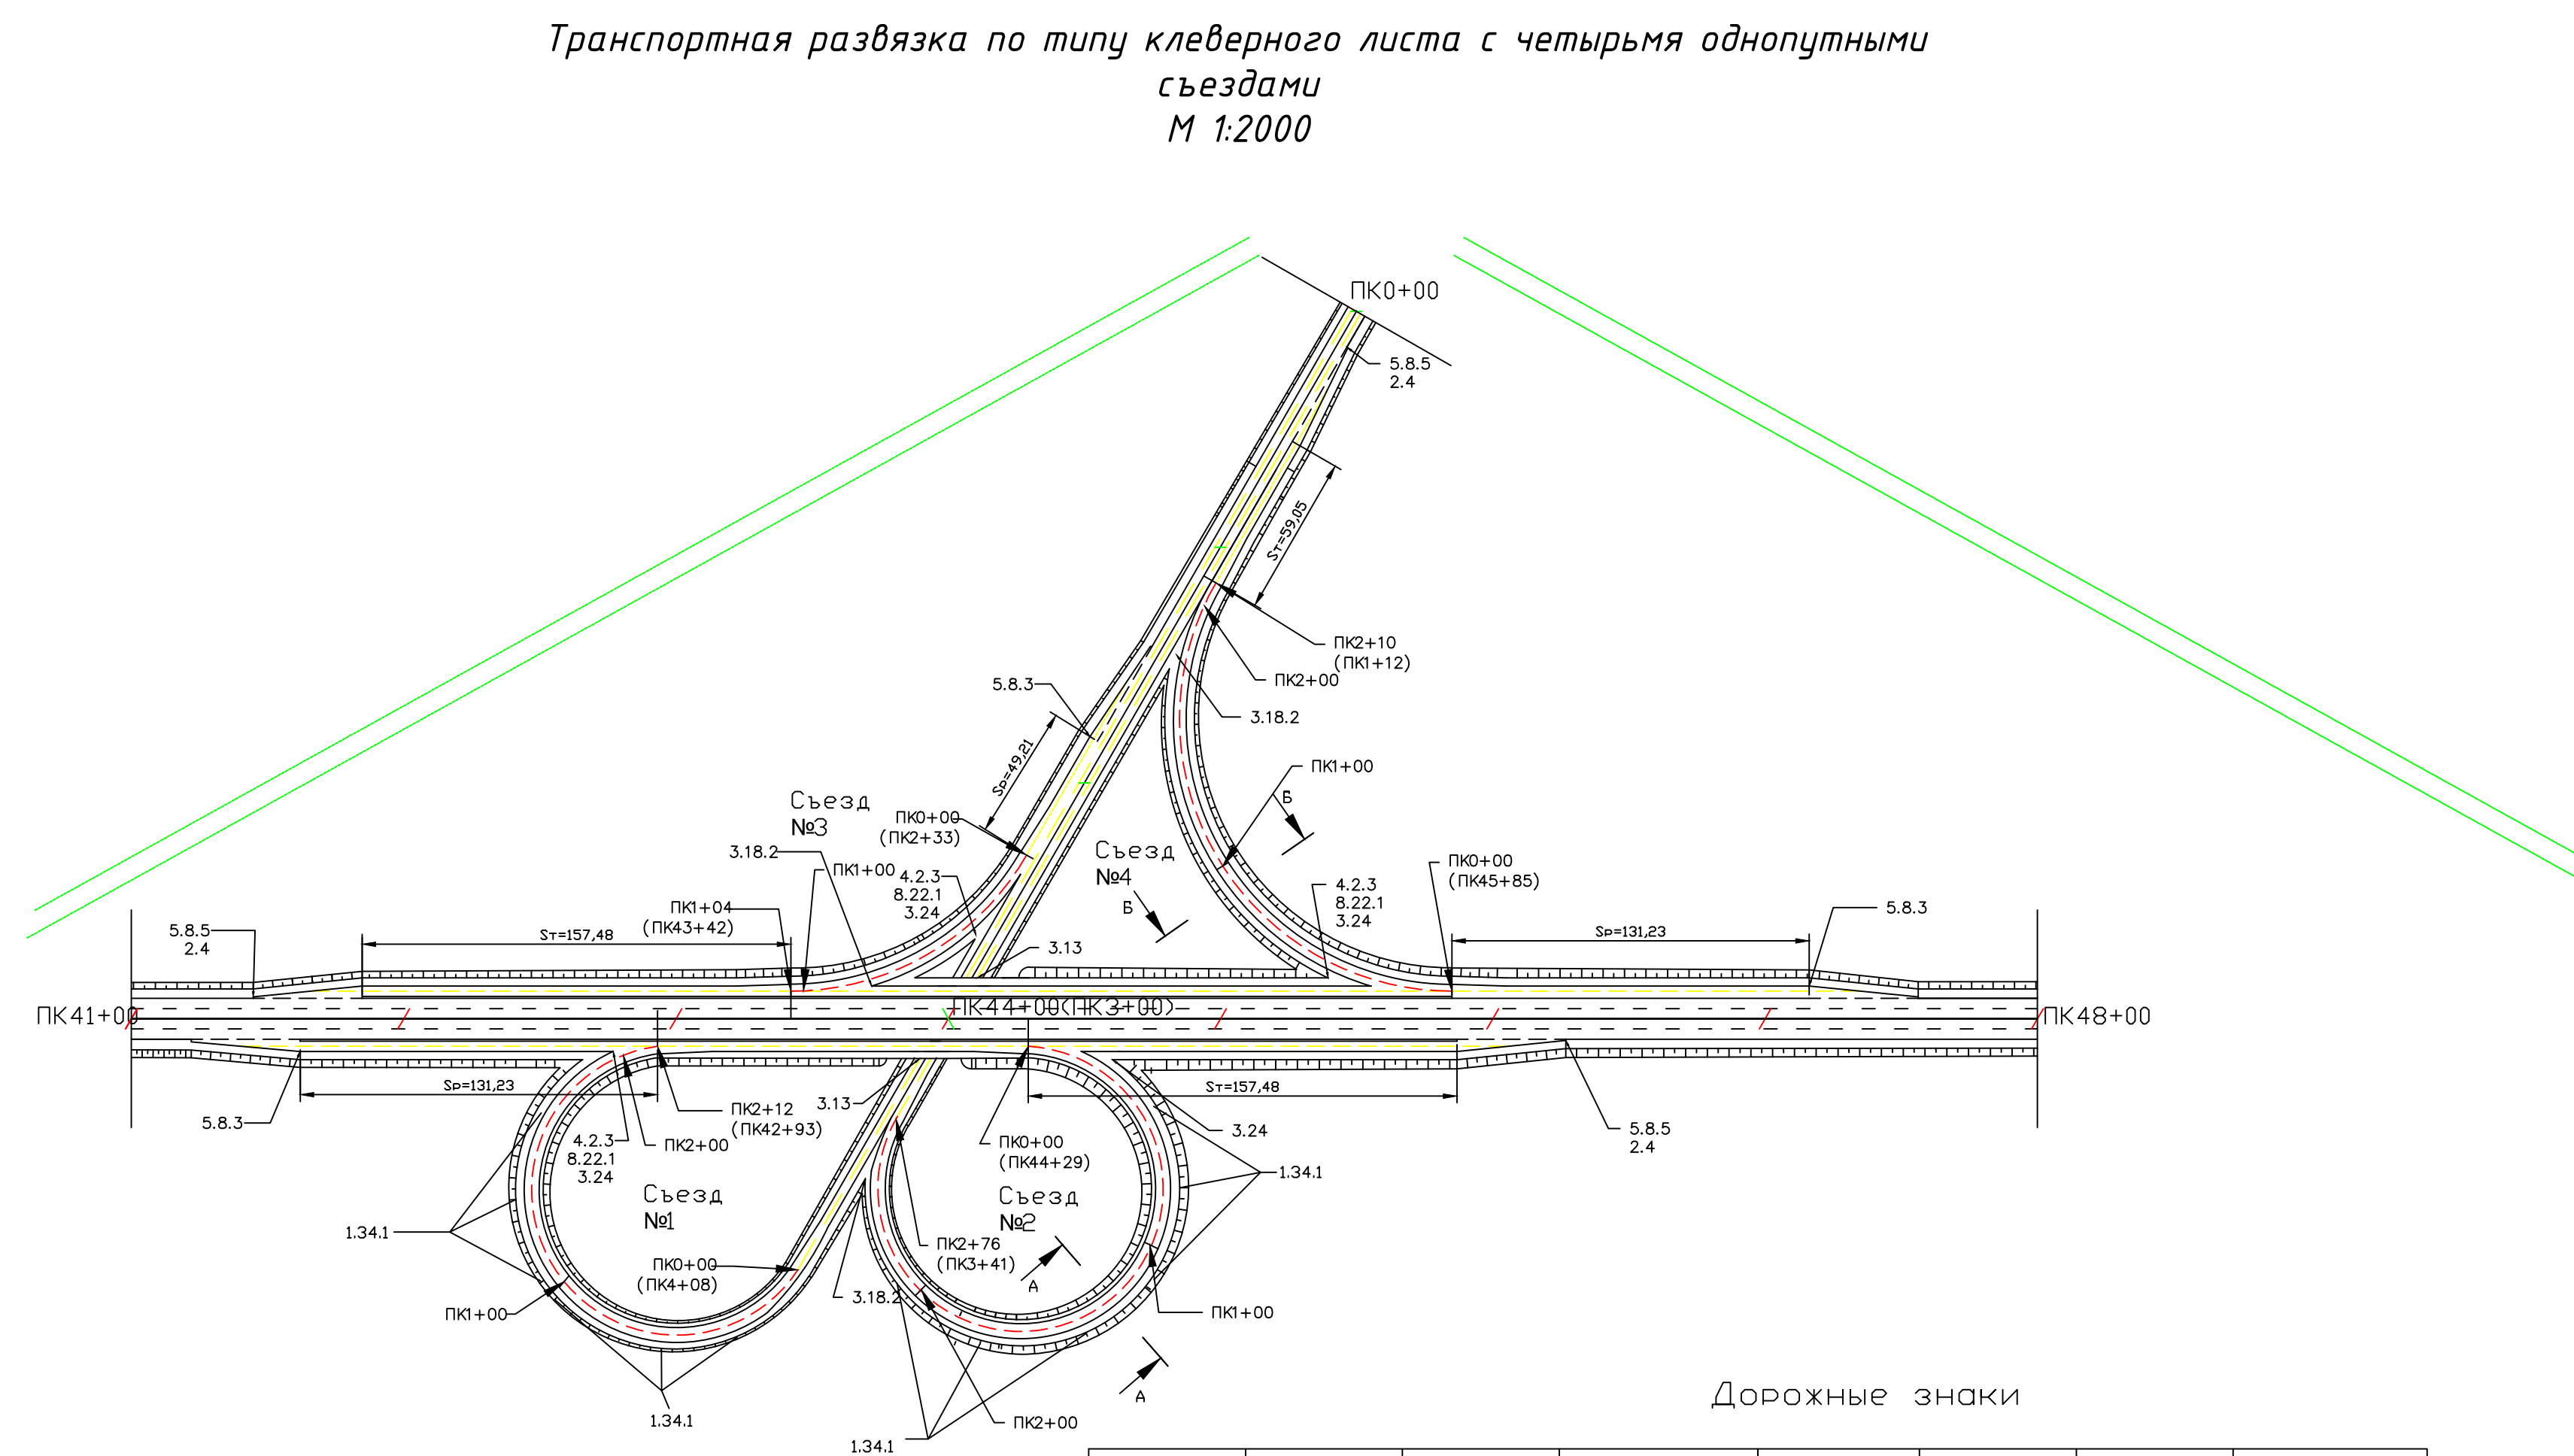 Транспортная развязка по типу клеверного листа с четырьмя однопутными
съездами
М 1:2000
ПК0+00
5.8.5
2.4
Sт=59,05
ПК2+10
(ПК1+12)
ПК2+00
5.8.3
3.18.2
Sр=49,21
ПК1+00
Б
Съезд
№3
ПК0+00
(ПК2+33)
3.18.2
ПК1+00
4.2.3
8.22.1
3.24
Съезд
№4
Б
4.2.3
8.22.1
3.24
ПК0+00
(ПК45+85)
ПК1+04
(ПК43+42)
5.8.3
5.8.5
2.4
Sт=157,48
3.13
Sр=131,23
ПК41+00
ПК44+00(ПК3+00)
ПК48+00
Sр=131,23
Sт=157,48
5.8.3
ПК2+12
(ПК42+93)
3.13
4.2.3
8.22.1
3.24
ПК2+00
ПК0+00
(ПК44+29)
3.24
5.8.5
2.4
1.34.1
Съезд
№1
Съезд
№2
1.34.1
ПК0+00
(ПК4+08)
ПК2+76
(ПК3+41)
А
3.18.2
ПК1+00
ПК1+00
А
1.34.1
ПК2+00
1.34.1
Дорожные знаки